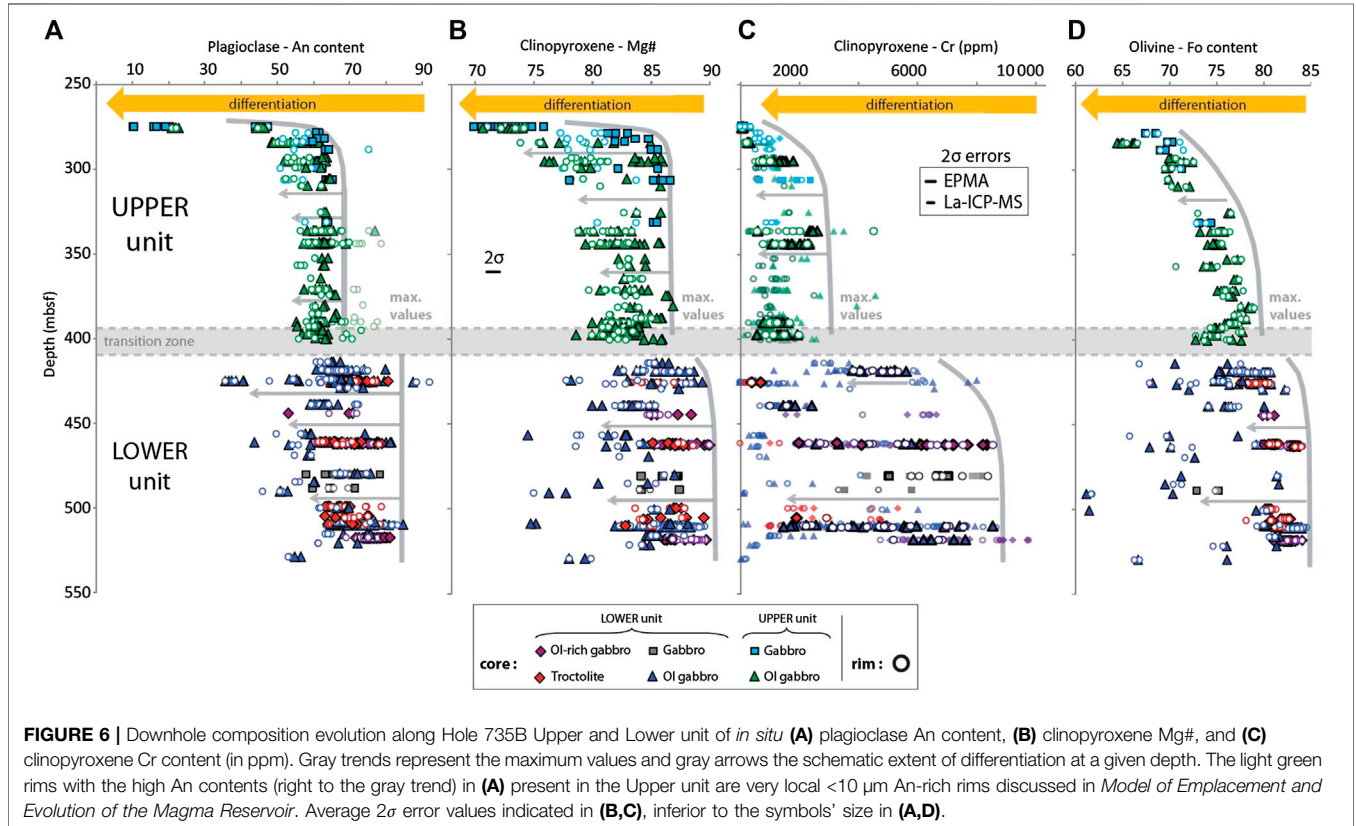 A
Plagioclase - An content
10 30 50 70 90
B
Clinopyroxene - Mg#
70 75 80 85 90
C
Clinopyroxene - Cr (ppm)
2000 6000 10 000
D
Olivine - Fo content
60 65 70 75 80 85
250
300
350
400
450
500
550
Depth (mbsf)
differentiation
differentiation
differentiation
differentiation
UPPER
unit
LOWER
unit
transition zone
2σ
2σ errors
EPMA
La-ICP-MS
max.
values
max.
values
max.
values
max.
values
LOWER unit UPPER unit
core : Ol-rich gabbro Gabbro Gabbro rim :
Troctolite Ol gabbro Ol gabbro
FIGURE 6 | Downhole composition evolution along Hole 735B Upper and Lower unit of in situ (A) plagioclase An content, (B) clinopyroxene Mg#, and (C)
clinopyroxene Cr content (in ppm). Gray trends represent the maximum values and gray arrows the schematic extent of differentiation at a given depth. The light green
rims with the high An contents (right to the gray trend) in (A) present in the Upper unit are very local <10 μm An-rich rims discussed in Model of Emplacement and
Evolution of the Magma Reservoir. Average 2σ error values indicated in (B,C), inferior to the symbols' size in (A,D).